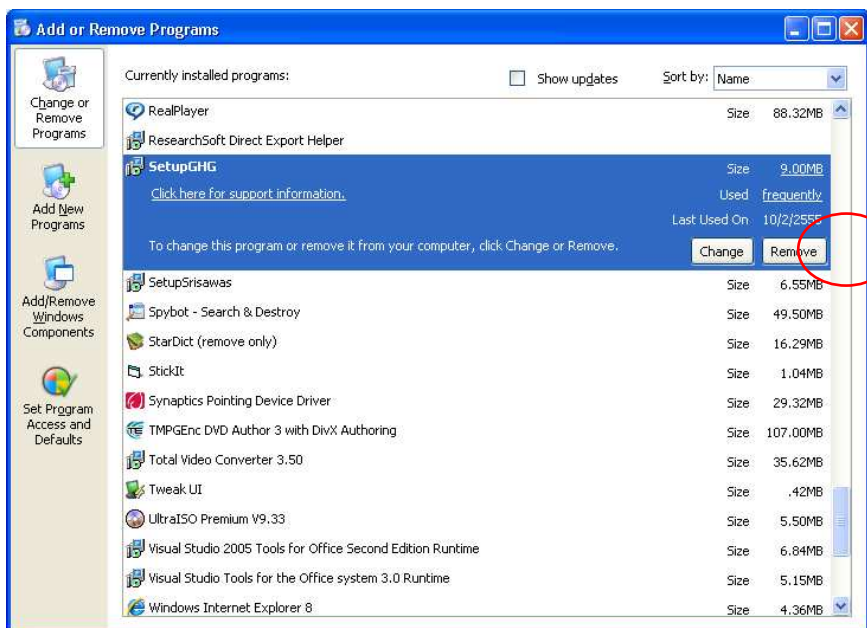 Add or Remove Programs
Change or
Remove
Programs
Add New
Programs
Add/Remove
Windows
Components
Set Program
Access and
Defaults
Currently installed programs:
Show updates
Sort by: Name
RealPlayer Size 88.32MB
ResearchSoft Direct Export Helper
SetupGHG Size 9.00MB
Click here for support information. Used frequently
Last Used On 10/2/2555
To change this program or remove it from your computer, click Change or Remove. Change Remove
SetupSrisawas Size 6.55MB
Spybot - Search & Destroy Size 49.50MB
StarDict (remove only) Size 16.29MB
StickIt Size 1.04MB
Synaptics Pointing Device Driver Size 29.32MB
TMPGEnc DVD Author 3 with DivX Authoring Size 107.00MB
Total Video Converter 3.50 Size 35.62MB
Tweak UI Size .42MB
UltraISO Premium V9.33 Size 5.50MB
Visual Studio 2005 Tools for Office Second Edition Runtime Size 6.84MB
Visual Studio Tools for the Office system 3.0 Runtime Size 5.15MB
Windows Internet Explorer 8 Size 4.36MB